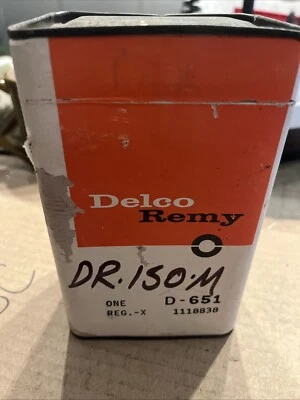 Delco
Remy
DR.150.M
ONE D-651
REG.-X 1118838